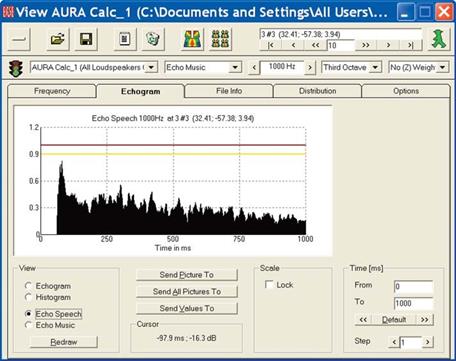 View AURA Calc_1 (C:\Documents and Settings\All Users\...
3 #3 (32.41; -57.38; 3.94)
|< < << 10 > >> >|
AURA Calc_1 (All Loudspeakers Echo Music < 1000 Hz > Third Octave No (Z) Weigh
Frequency Echogram File Info Distribution Options
Echo Speech 1000Hz at 3 #3 (32.41; -57.38; 3.94)
1.2
0.9
0.6
0.3
0
0 250 500 750 1000
Time in ms
View
Echogram
Histogram
Echo Speech
Echo Music
Redraw
Send Picture To
Send All Pictures To
Send Values To
Cursor
-97.9 ms ; -16.3 dB
Scale
Lock
Time [ms]
From 0
To 1000
<< Default >>
Step < 1 >